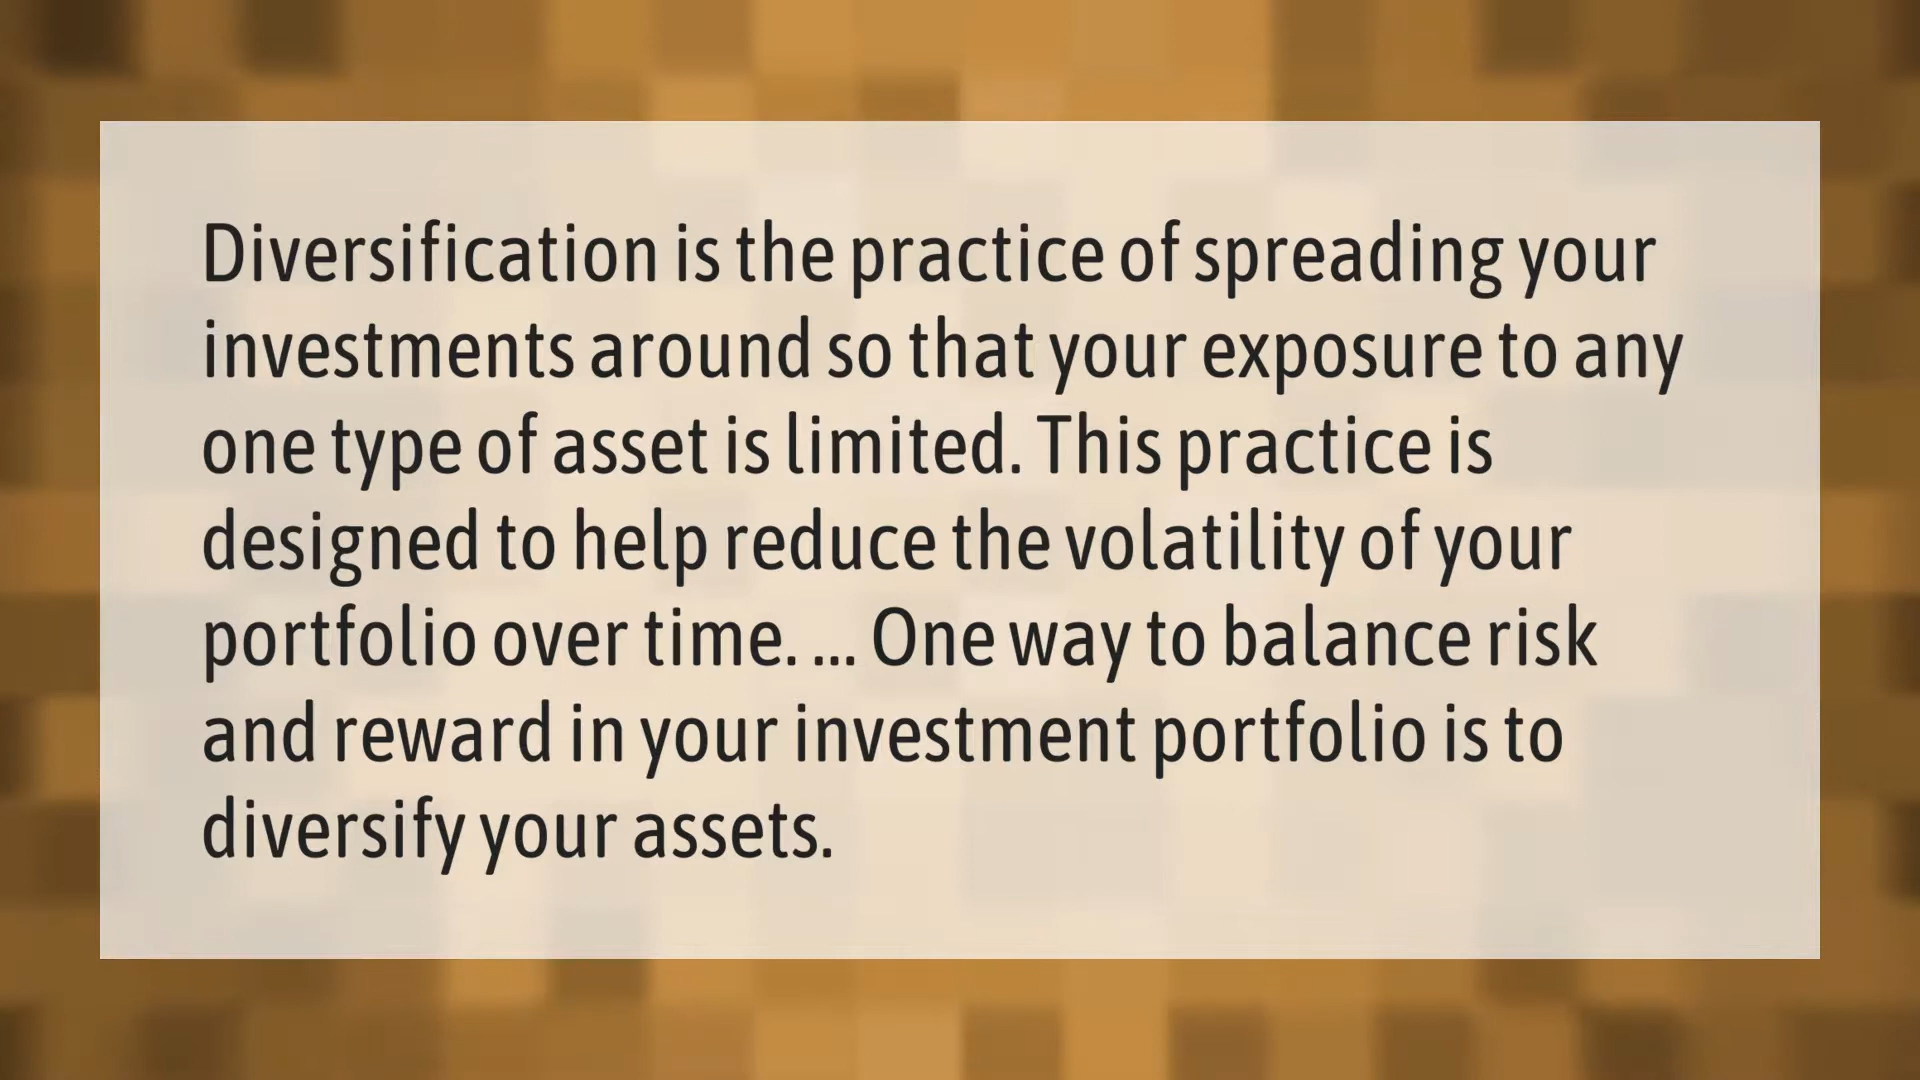 Diversification is the practice of spreading your
investments around so that your exposure to any
one type of asset is limited. This practice is
designed to help reduce the volatility of your
portfolio over time. ... One way to balance risk
and reward in your investment portfolio is to
diversify your assets.